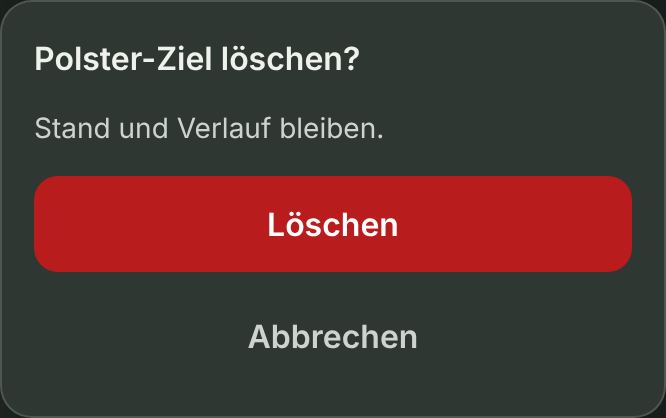 Polster-Ziel löschen?
Stand und Verlauf bleiben.
Löschen
Abbrechen